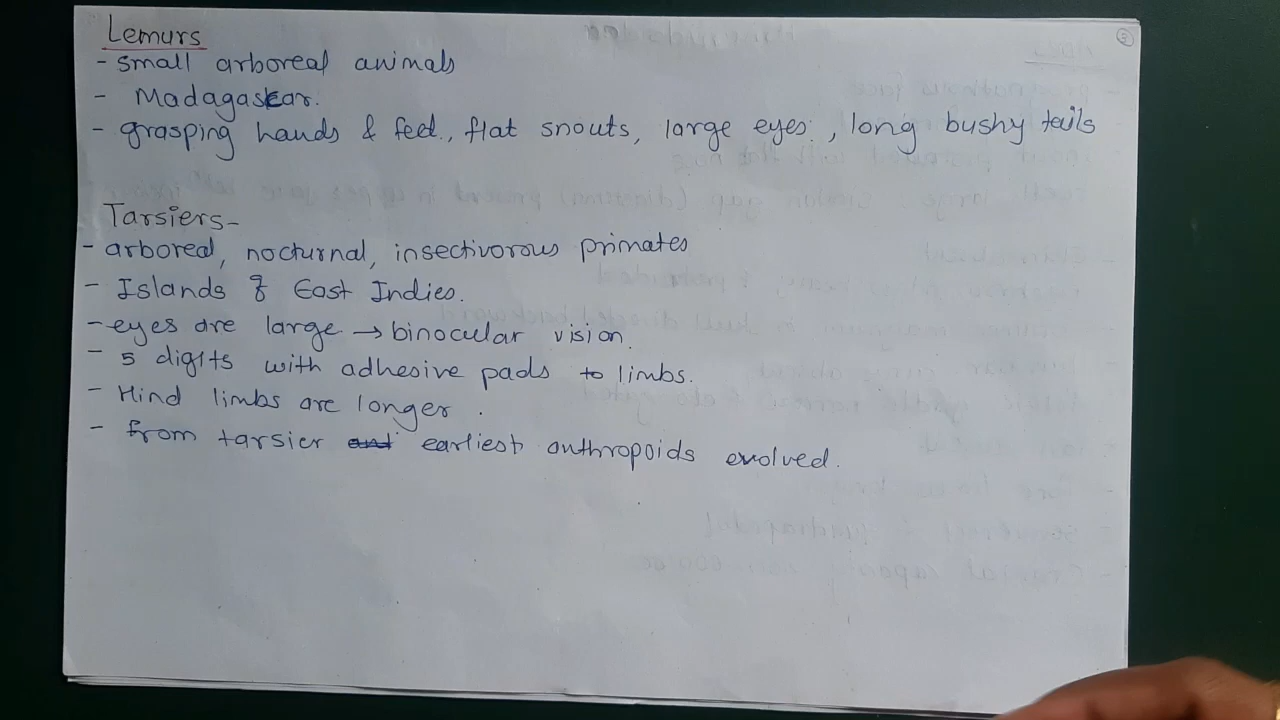 Lemurs
- small arboreal animals
- Madagaskar.
- grasping hands & feet, flat snouts, large eyes, long bushy tails
Tarsiers-
- arboreal, nocturnal, insectivorous primates
- Islands of East Indies.
- eyes are large → binocular vision.
- 5 digits with adhesive pads to limbs.
- Hind limbs are longer.
- From tarsier earliest anthropoids evolved.